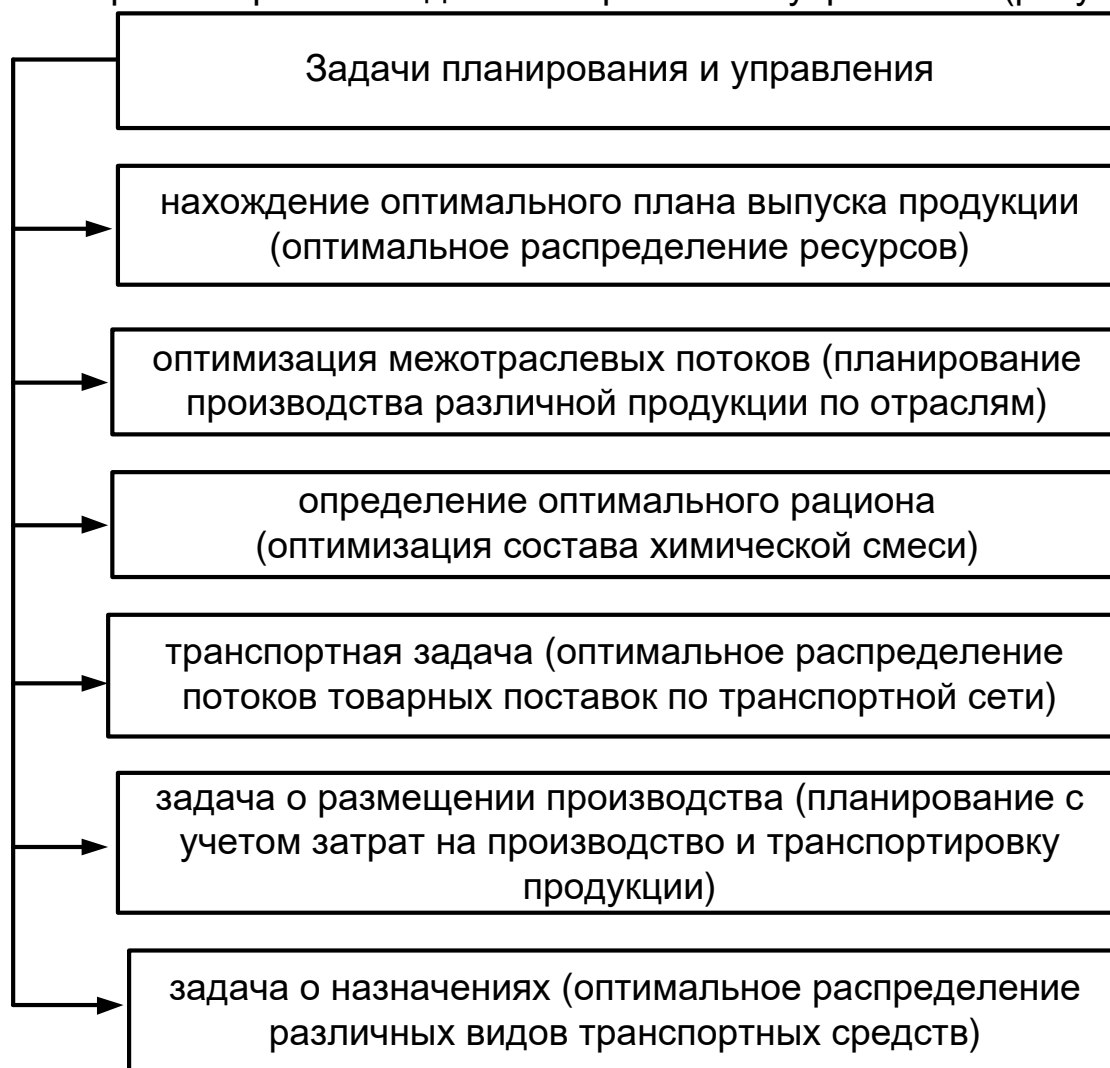 Задачи планирования и управления
нахождение оптимального плана выпуска продукции
(оптимальное распределение ресурсов)
оптимизация межотраслевых потоков (планирование
производства различной продукции по отраслям)
определение оптимального рациона
(оптимизация состава химической смеси)
транспортная задача (оптимальное распределение
потоков товарных поставок по транспортной сети)
задача о размещении производства (планирование с
учетом затрат на производство и транспортировку
продукции)
задача о назначениях (оптимальное распределение
различных видов транспортных средств)